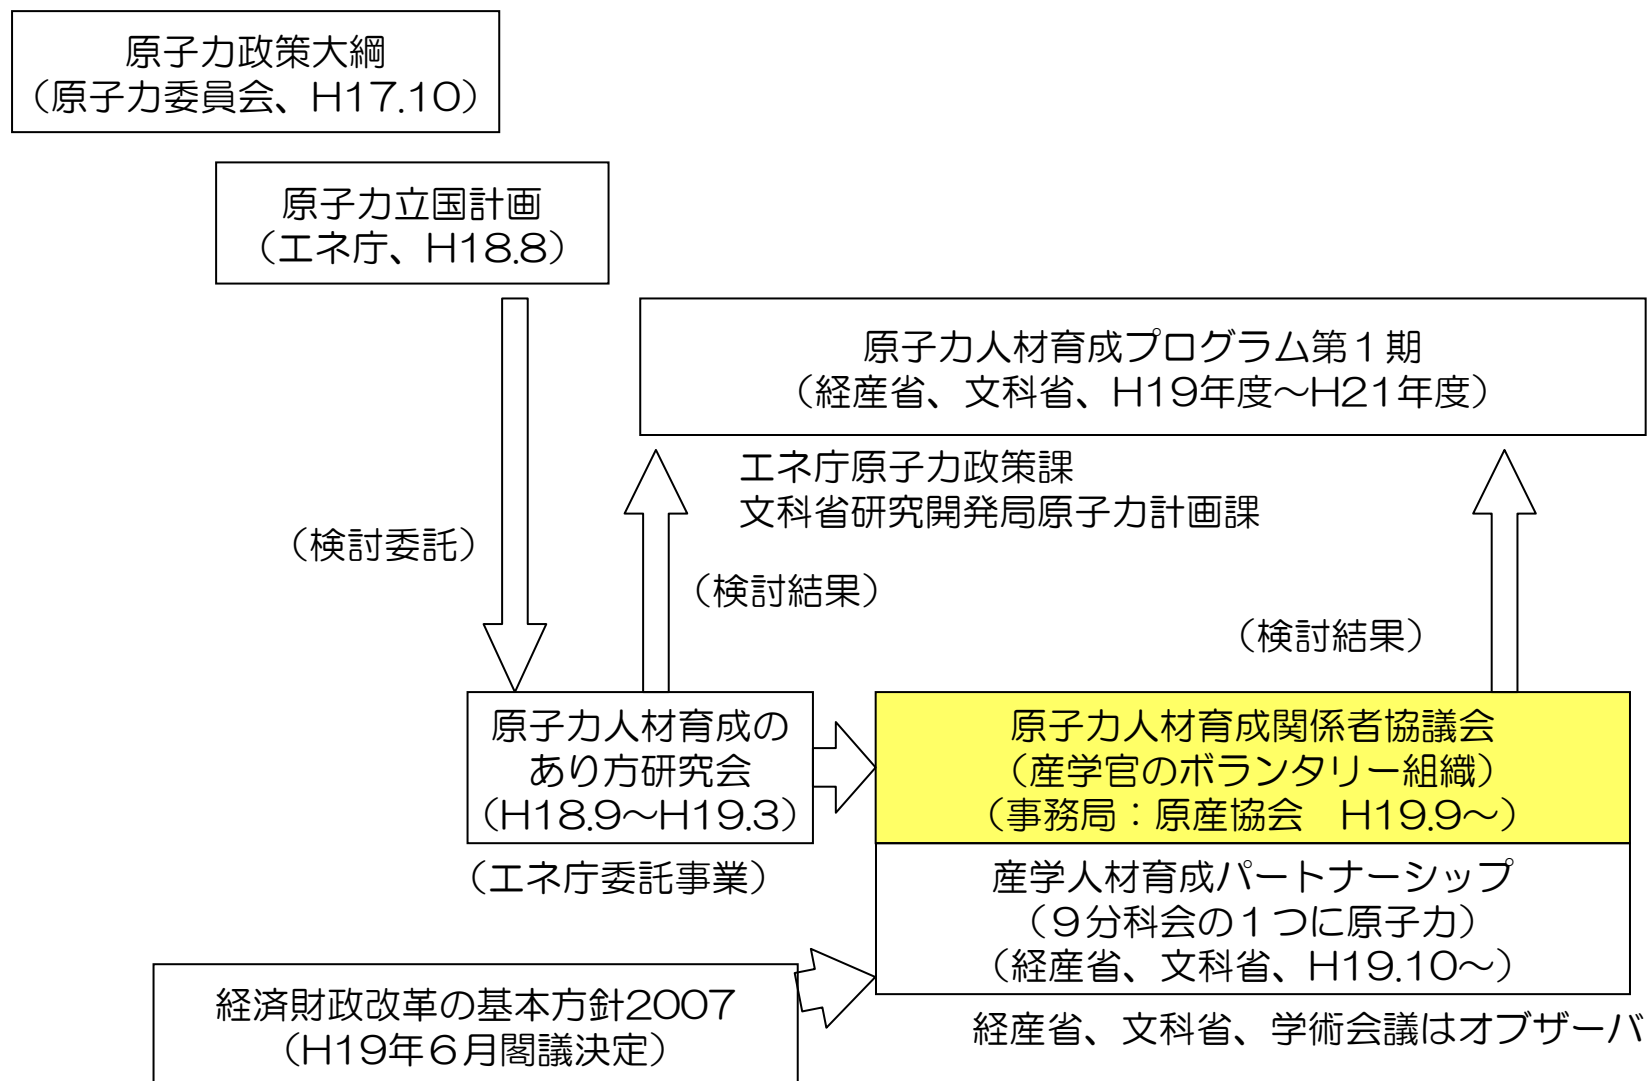 原子力政策大綱
（原子力委員会、H17.10）
原子力立国計画
（エネ庁、H18.8）
原子力人材育成プログラム第１期
（経産省、文科省、H19年度～H21年度）
エネ庁原子力政策課
文科省研究開発局原子力計画課
（検討委託）
（検討結果）
（検討結果）
原子力人材育成の
あり方研究会
（H18.9～H19.3）
（エネ庁委託事業）
原子力人材育成関係者協議会
（産学官のボランタリー組織）
（事務局：原産協会　H19.9～）
産学人材育成パートナーシップ
（９分科会の１つに原子力）
（経産省、文科省、H19.10～）
経済財政改革の基本方針2007
（H19年６月閣議決定）
経産省、文科省、学術会議はオブザーバ